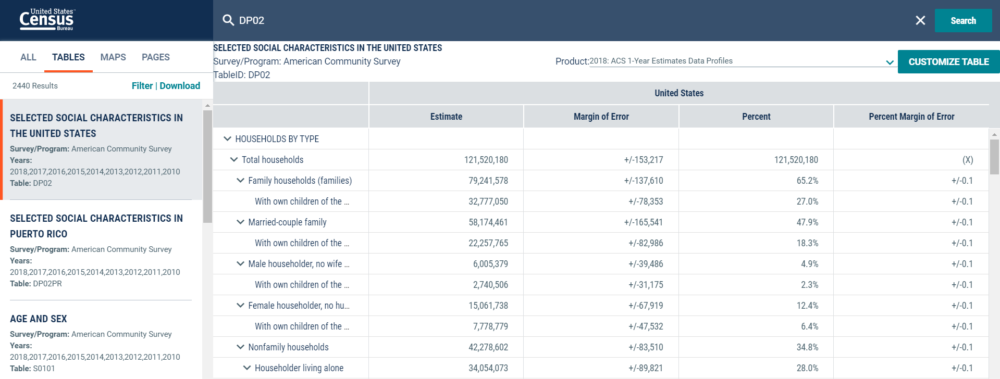 United States™
Census
Bureau
DP02
Search
ALL TABLES MAPS PAGES
2440 Results Filter | Download
SELECTED SOCIAL CHARACTERISTICS IN
THE UNITED STATES
Survey/Program: American Community Survey
Years:
2018,2017,2016,2015,2014,2013,2012,2011,2010
Table: DP02
SELECTED SOCIAL CHARACTERISTICS IN
PUERTO RICO
Survey/Program: American Community Survey
Years:
2018,2017,2016,2015,2014,2013,2012,2011,2010
Table: DP02PR
AGE AND SEX
Survey/Program: American Community Survey
Years:
2018,2017,2016,2015,2014,2013,2012,2011,2010
Table: S0101
SELECTED SOCIAL CHARACTERISTICS IN THE UNITED STATES
Survey/Program: American Community Survey
TableID: DP02
Product: 2018: ACS 1-Year Estimates Data Profiles
CUSTOMIZE TABLE
United States
Estimate Margin of Error Percent Percent Margin of Error
HOUSEHOLDS BY TYPE
Total households 121,520,180 +/-153,217 121,520,180 (X)
Family households (families) 79,241,578 +/-137,610 65.2% +/-0.1
With own children of the ... 32,777,050 +/-78,353 27.0% +/-0.1
Married-couple family 58,174,461 +/-165,541 47.9% +/-0.1
With own children of the ... 22,257,765 +/-82,986 18.3% +/-0.1
Male householder, no wife ... 6,005,379 +/-39,486 4.9% +/-0.1
With own children of the ... 2,740,506 +/-31,175 2.3% +/-0.1
Female householder, no hu... 15,061,738 +/-67,919 12.4% +/-0.1
With own children of the ... 7,778,779 +/-47,532 6.4% +/-0.1
Nonfamily households 42,278,602 +/-83,510 34.8% +/-0.1
Householder living alone 34,054,073 +/-89,821 28.0% +/-0.1